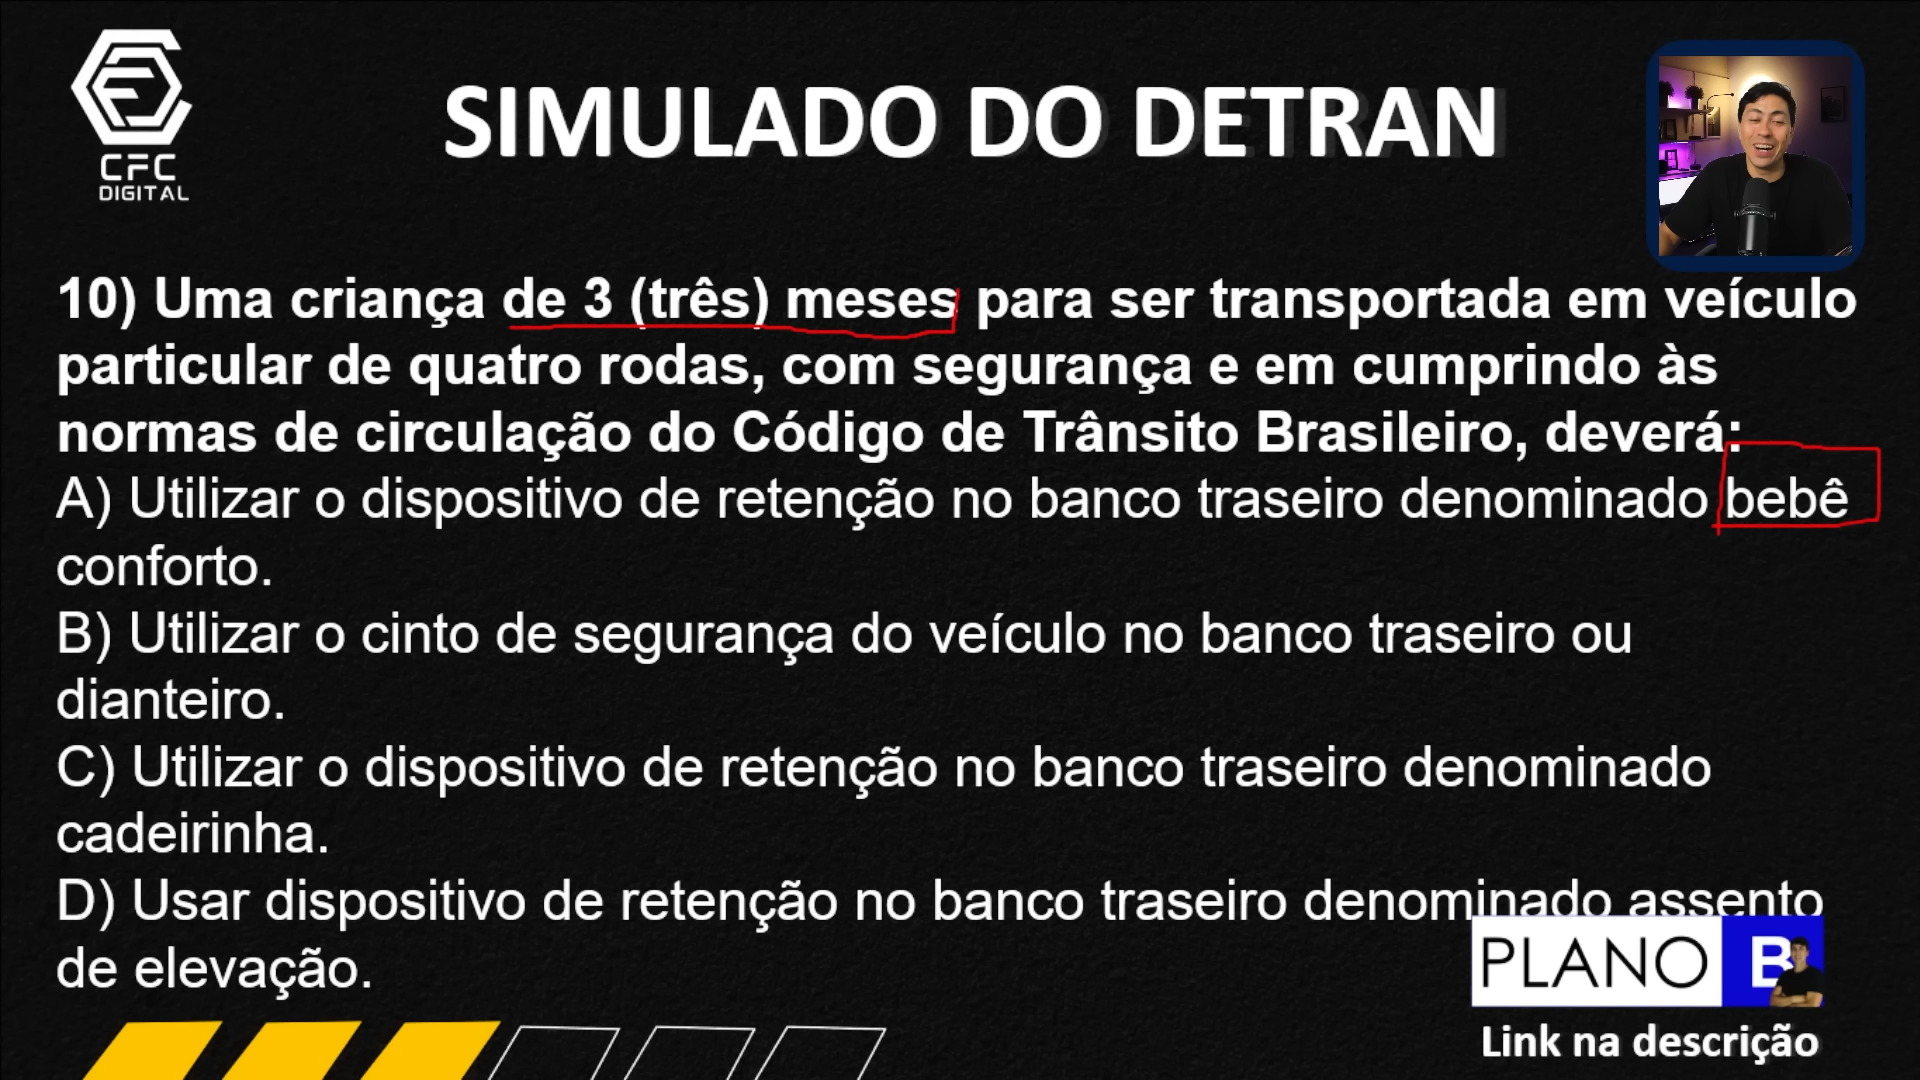 CFC
DIGITAL
SIMULADO DO DETRAN
10) Uma criança de 3 (três) meses para ser transportada em veículo
particular de quatro rodas, com segurança e em cumprindo às
normas de circulação do Código de Trânsito Brasileiro, deverá:
A) Utilizar o dispositivo de retenção no banco traseiro denominado bebê
conforto.
B) Utilizar o cinto de segurança do veículo no banco traseiro ou
dianteiro.
C) Utilizar o dispositivo de retenção no banco traseiro denominado
cadeirinha.
D) Usar dispositivo de retenção no banco traseiro denominado assento
de elevação.
PLANO B
Link na descrição